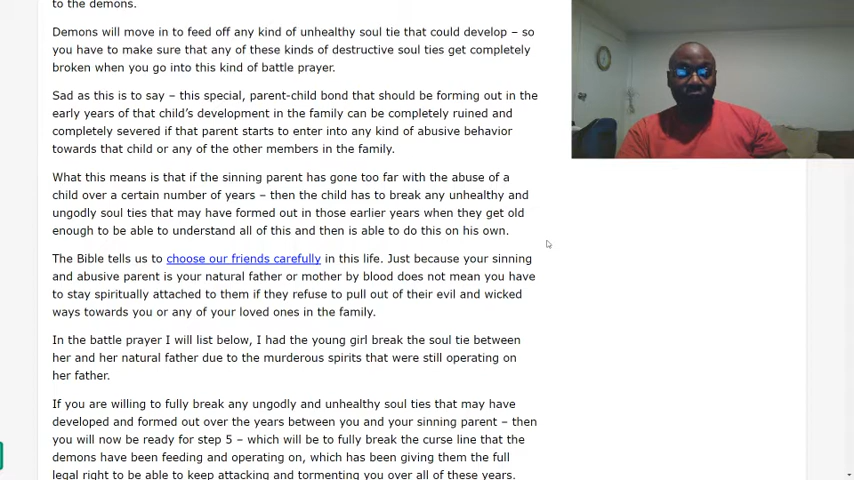 to the demons.
Demons will move in to feed off any kind of unhealthy soul tie that could develop – so
you have to make sure that any of these kinds of destructive soul ties get completely
broken when you go into this kind of battle prayer.
Sad as this is to say – this special, parent-child bond that should be forming out in the
early years of that child's development in the family can be completely ruined and
completely severed if that parent starts to enter into any kind of abusive behavior
towards that child or any of the other members in the family.
What this means is that if the sinning parent has gone too far with the abuse of a
child over a certain number of years – then the child has to break any unhealthy and
ungodly soul ties that may have formed out in those earlier years when they get old
enough to be able to understand all of this and then is able to do this on his own.
The Bible tells us to choose our friends carefully in this life. Just because your sinning
and abusive parent is your natural father or mother by blood does not mean you have
to stay spiritually attached to them if they refuse to pull out of their evil and wicked
ways towards you or any of your loved ones in the family.
In the battle prayer I will list below, I had the young girl break the soul tie between
her and her natural father due to the murderous spirits that were still operating on
her father.
If you are willing to fully break any ungodly and unhealthy soul ties that may have
developed and formed out over the years between you and your sinning parent – then
you will now be ready for step 5 – which will be to fully break the curse line that the
demons have been feeding and operating on, which has been giving them the full
legal right to be able to keep attacking and tormenting you over all of these years.